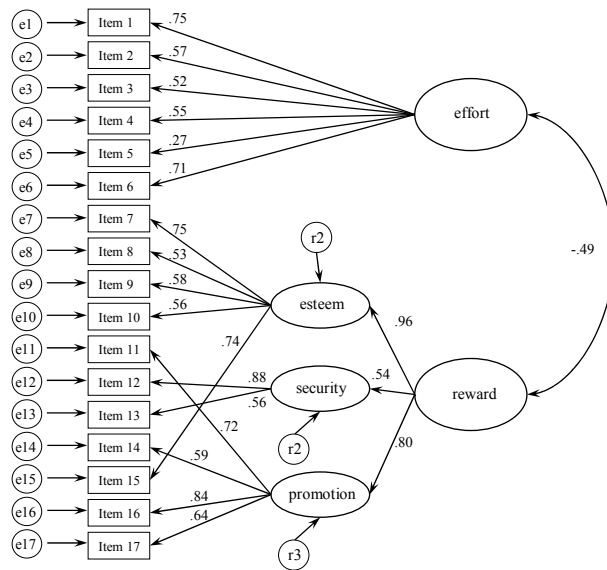 e1 Item 1 .75
e2 Item 2 .57
e3 Item 3 .52
e4 Item 4 .55 effort
e5 Item 5 .27
e6 Item 6 .71
e7 Item 7 .75
e8 Item 8 .53 r2 -.49
e9 Item 9 .58
e10 Item 10 .56 esteem
e11 Item 11 .74 .96
e12 Item 12 .88 security .54
e13 Item 13 .56 reward
e14 Item 14 .72 r2 .80
e15 Item 15 .59
e16 Item 16 .84 promotion
e17 Item 17 .64 r3